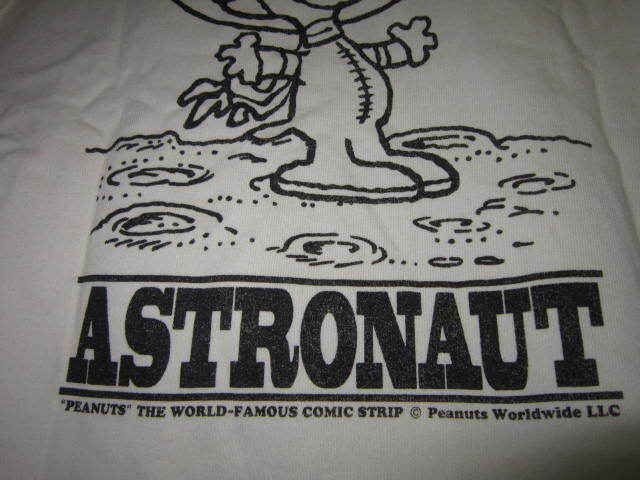 ASTRONAUT
"PEANUTS" THE WORLD-FAMOUS COMIC STRIP © Peanuts Worldwide LLC